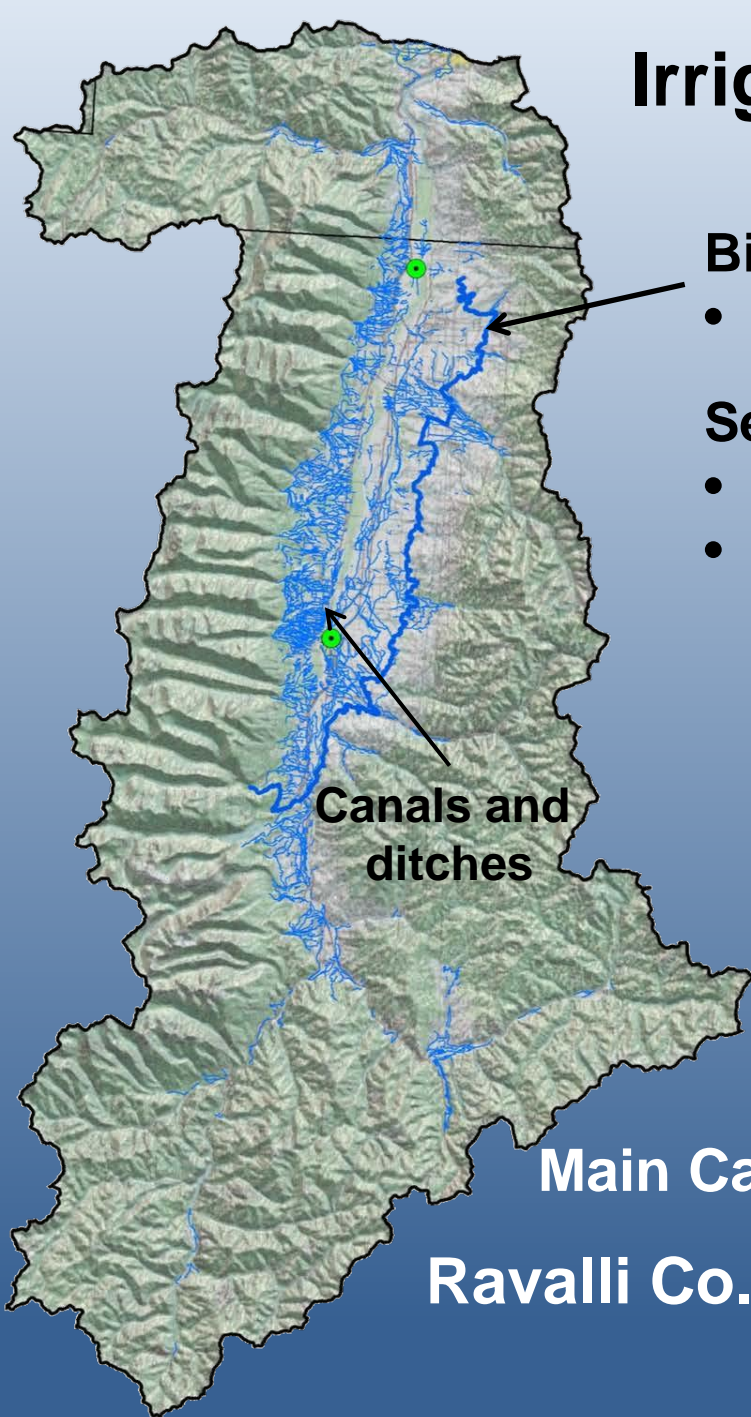 Irrig
Bi
•
Se
•
•
Canals and
ditches
Main Ca
Ravalli Co.